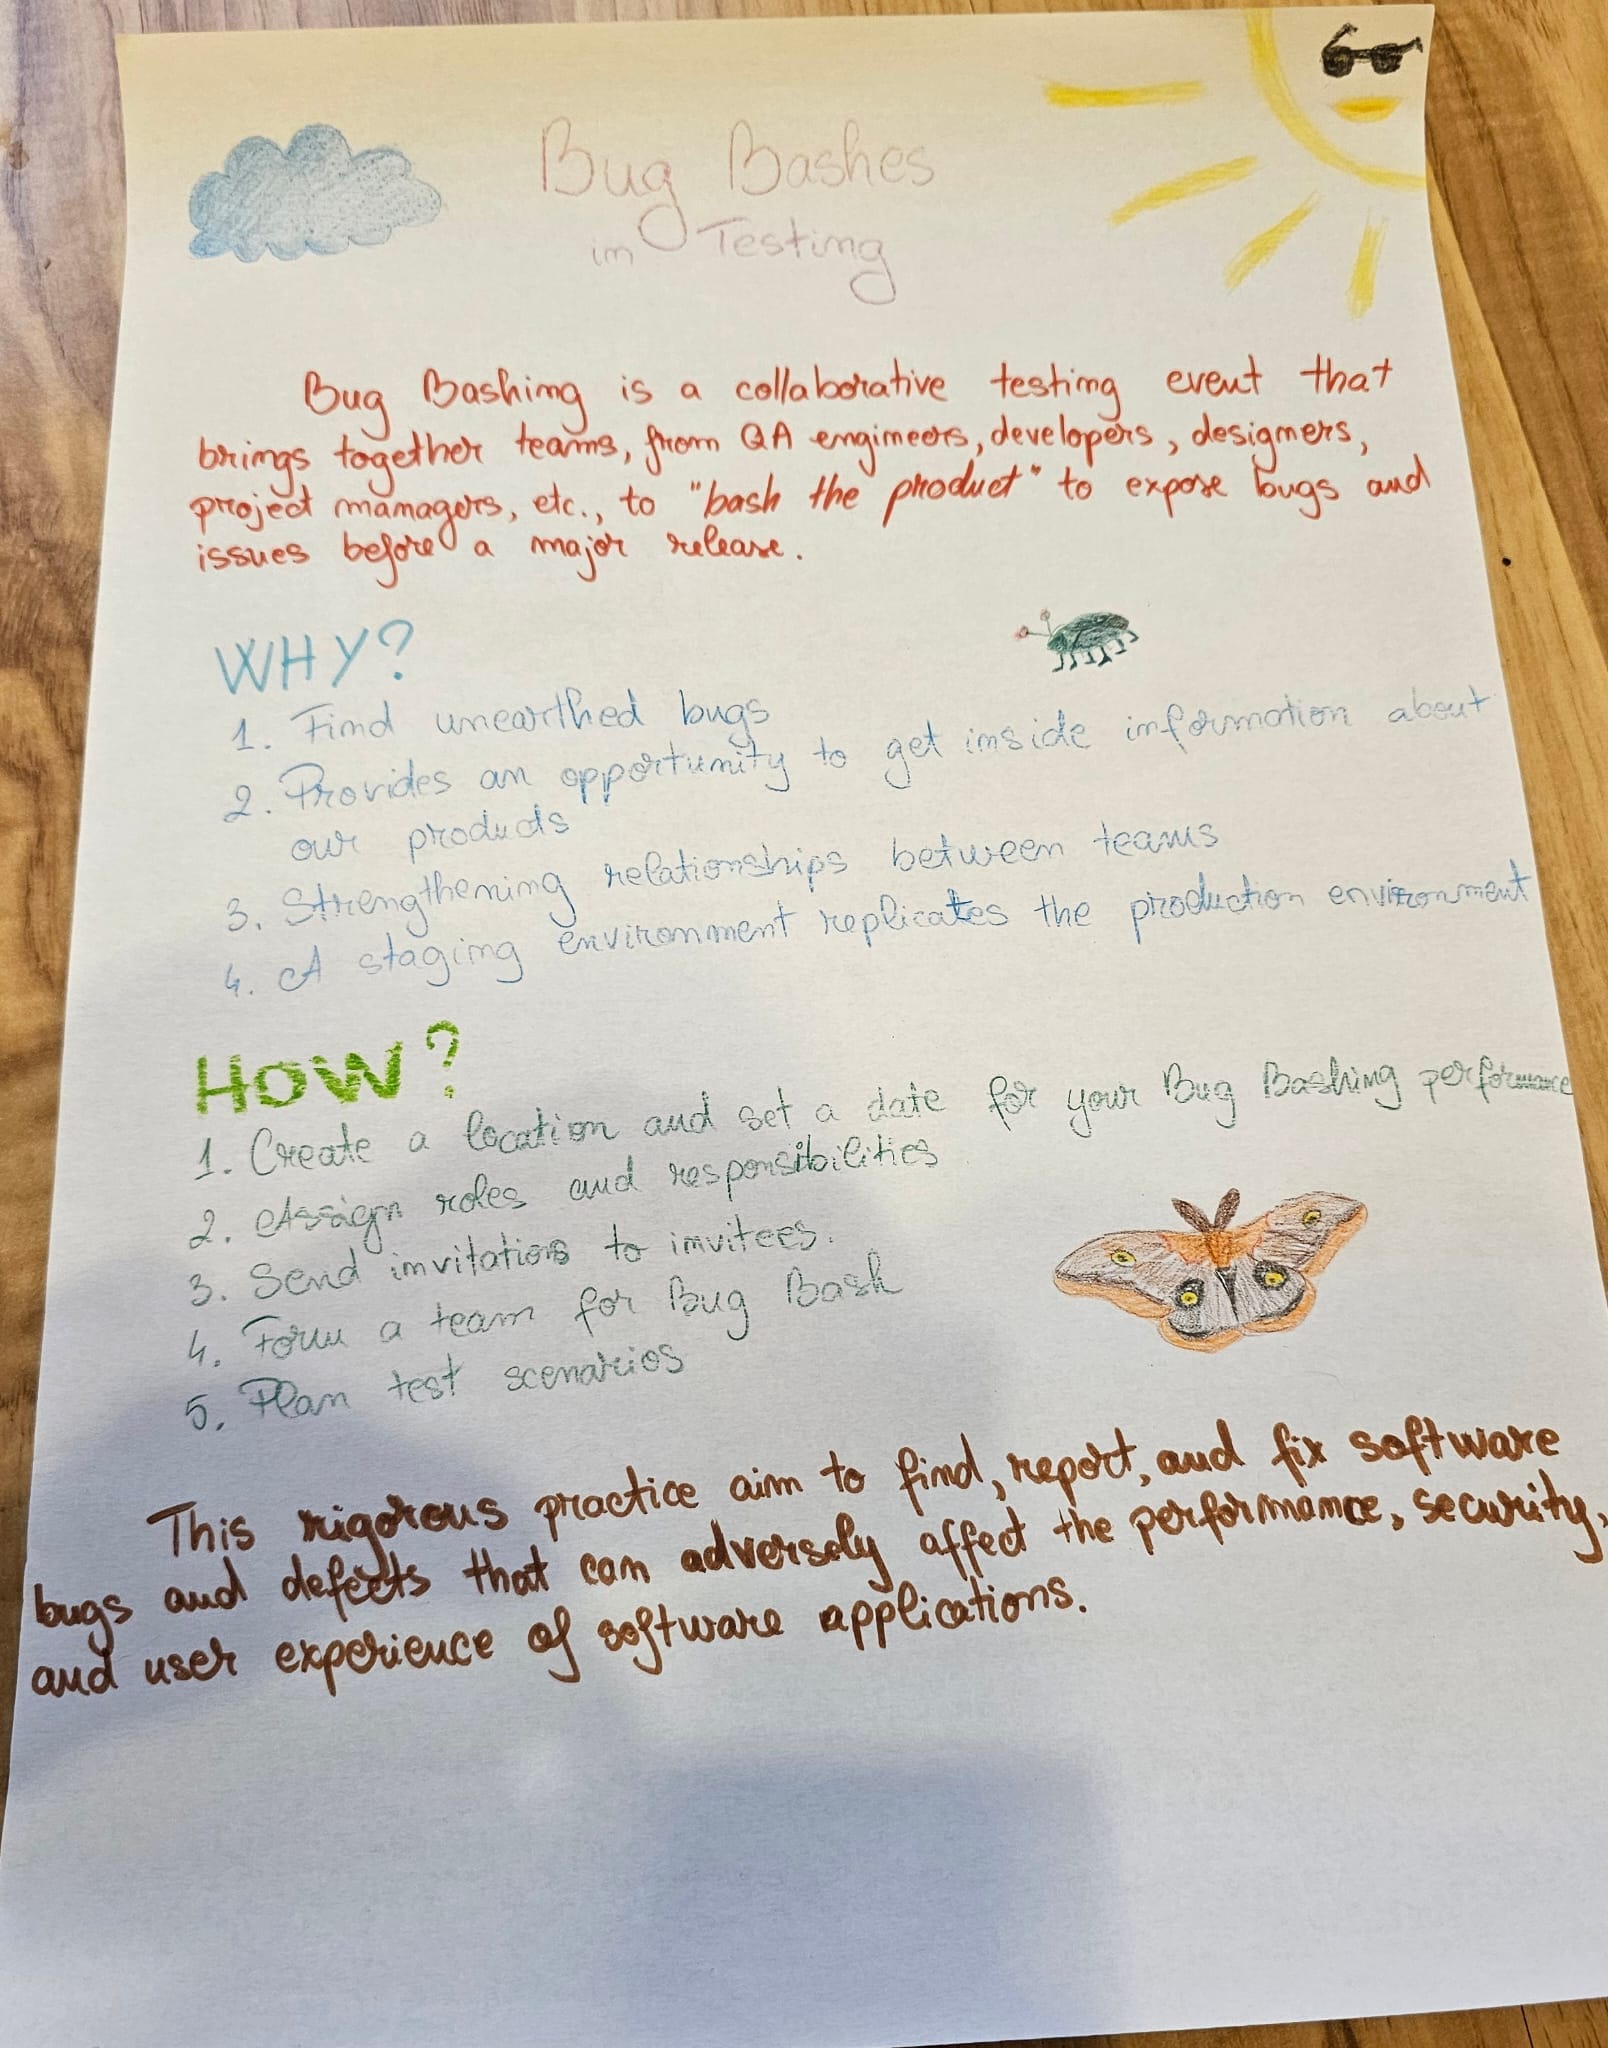 Bug Bashes
in Testing
Bug Bashing is a collaborative testing event that
brings together teams, from QA engineers, developers, designers,
project managers, etc., to "bash the product" to expose bugs and
issues before a major release.
WHY?
1. Find unearthed bugs
2. Provides an opportunity to get inside information about
our products
3. Strengthening relationships between teams
4. A staging environment replicates the production environment
HOW?
1. Create a location and set a date for your Bug Bashing performance
2. Assign roles and responsibilities
3. Send invitations to invitees.
4. Form a team for Bug Bash
5. Plan test scenarios
This rigorous practice aim to find, report, and fix software
bugs and defects that can adversely affect the performance, security,
and user experience of software applications.